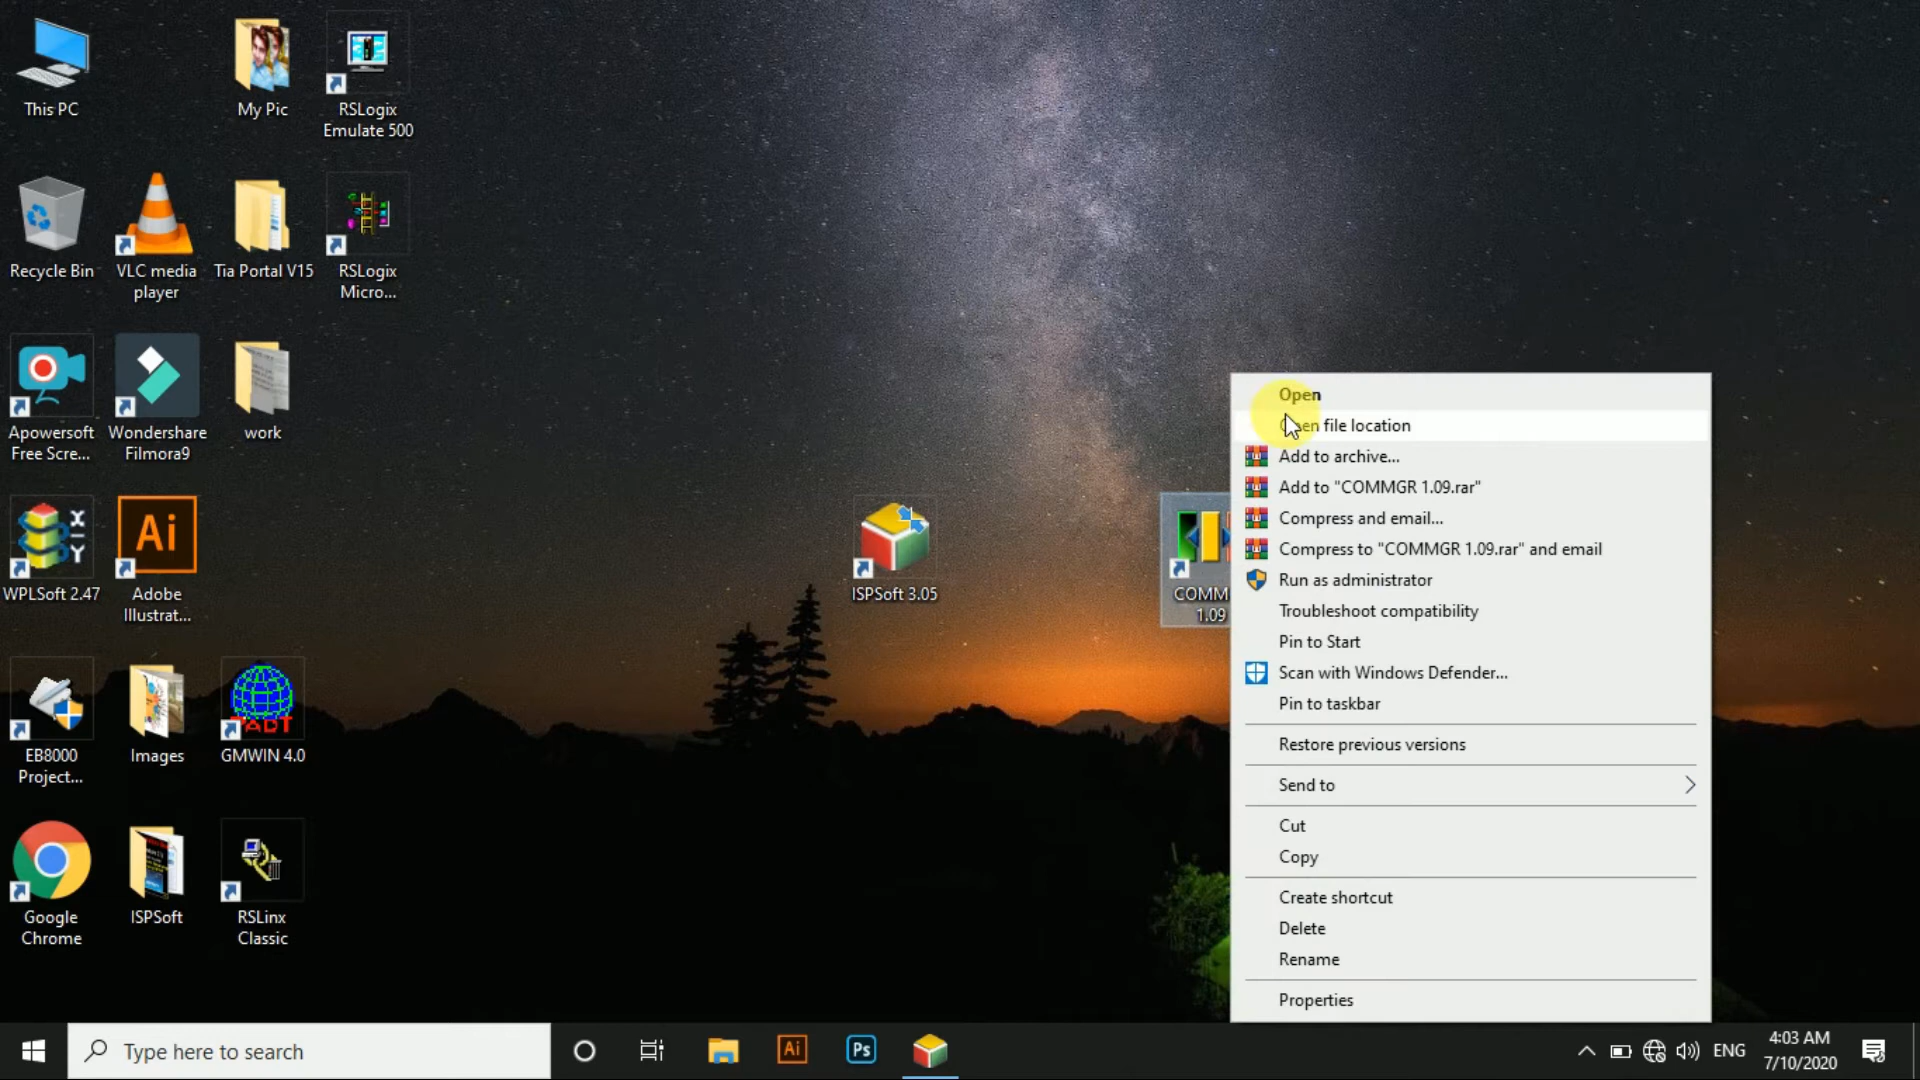 This PC
My Pic
RSLogix
Emulate 500
Recycle Bin
VLC media
player
Tia Portal V15
RSLogix
Micro...
Apowersoft
Free Scre...
Wondershare
Filmora9
work
WPLSoft 2.47
Ai
Adobe
Illustrat...
ISPSoft 3.05
COMM
1.09
EB8000
Project...
Images
GMWIN 4.0
Google
Chrome
ISPSoft
RSLinx
Classic
Open
Open file location
Add to archive...
Add to "COMMGR 1.09.rar"
Compress and email...
Compress to "COMMGR 1.09.rar" and email
Run as administrator
Troubleshoot compatibility
Pin to Start
Scan with Windows Defender...
Pin to taskbar
Restore previous versions
Send to
Cut
Copy
Create shortcut
Delete
Rename
Properties
Type here to search
Ai
Ps
ENG
4:03 AM
7/10/2020